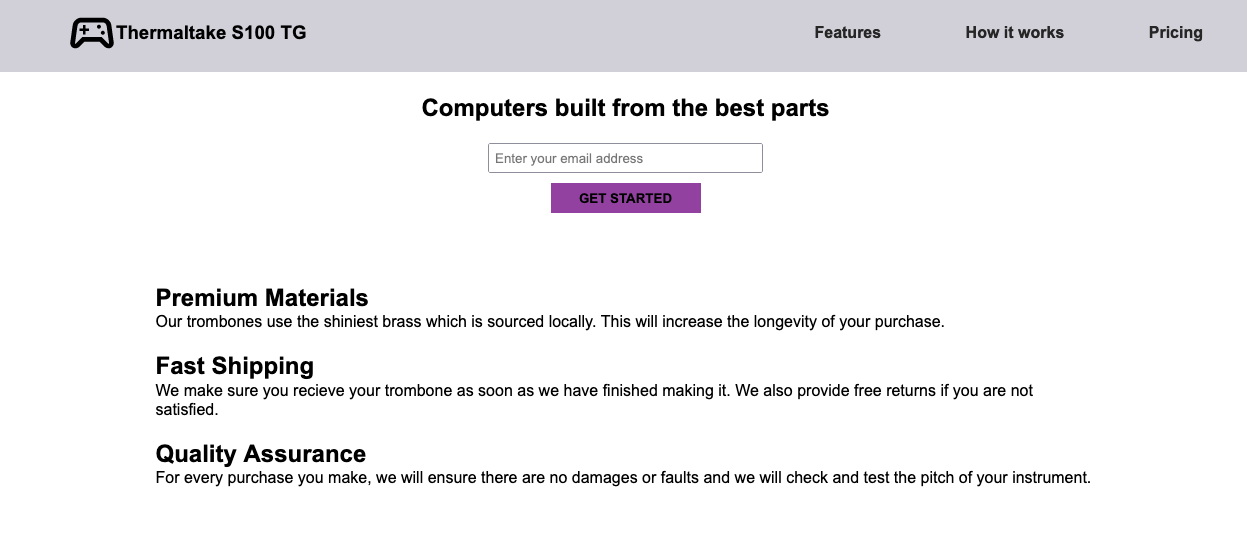 Thermaltake S100 TG
Features
How it works
Pricing
Computers built from the best parts
Enter your email address
GET STARTED
Premium Materials
Our trombones use the shiniest brass which is sourced locally. This will increase the longevity of your purchase.
Fast Shipping
We make sure you recieve your trombone as soon as we have finished making it. We also provide free returns if you are not
satisfied.
Quality Assurance
For every purchase you make, we will ensure there are no damages or faults and we will check and test the pitch of your instrument.